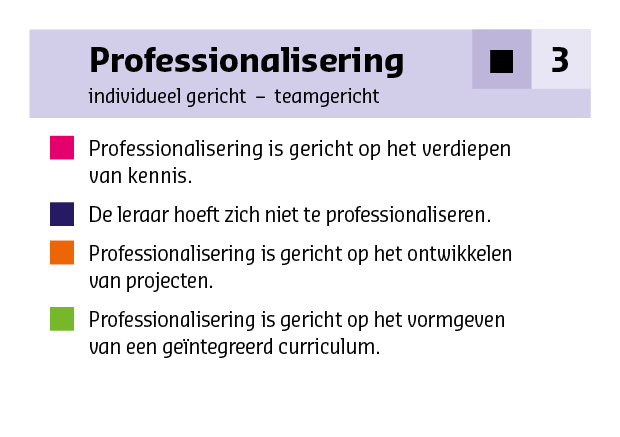 Professionalisering
3
individueel gericht – teamgericht
Professionalisering is gericht op het verdiepen
van kennis.
De leraar hoeft zich niet te professionaliseren.
Professionalisering is gericht op het ontwikkelen
van projecten.
Professionalisering is gericht op het vormgeven
van een geïntegreerd curriculum.